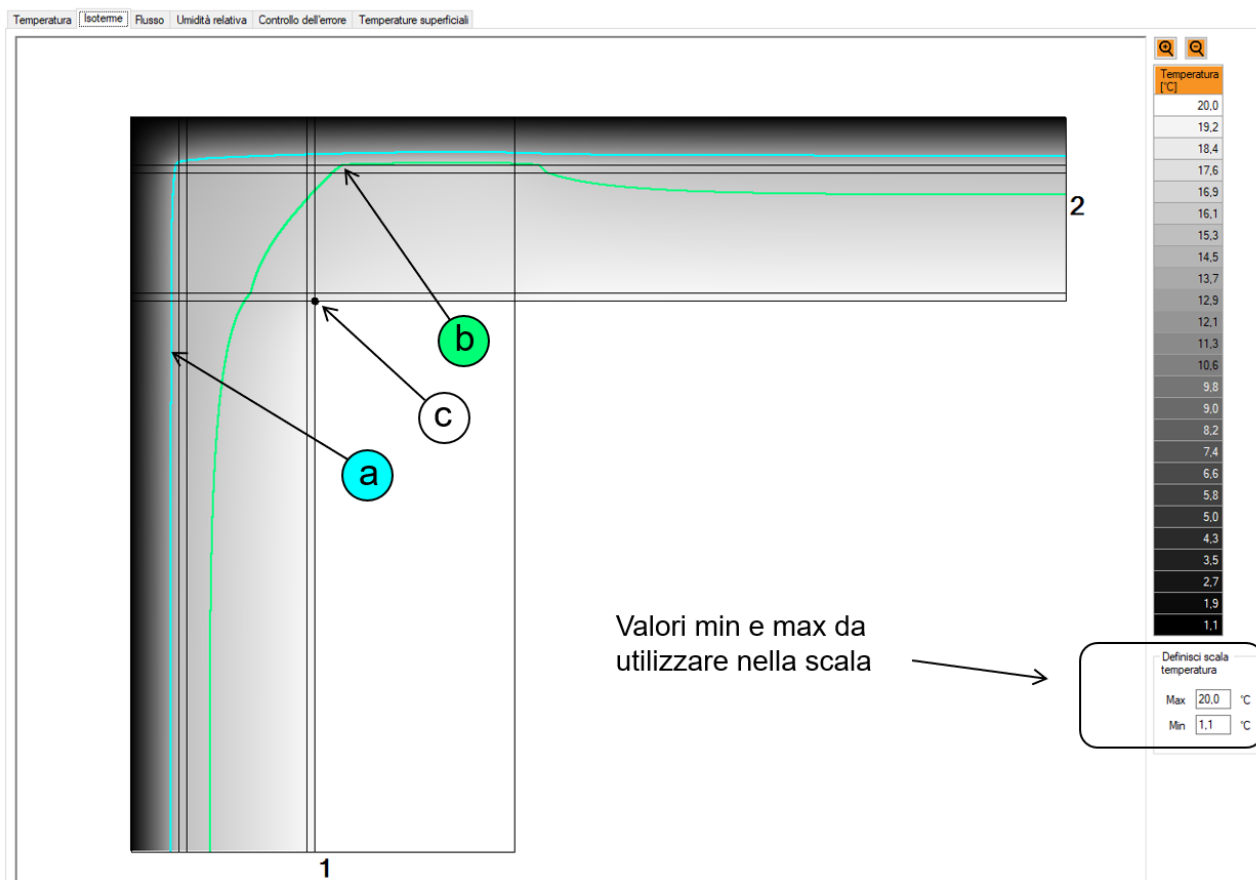 Temperatura Isoterme Flusso Umidità relativa Controllo dell'errore Temperature superficiali
Temperatura
[°C]
20,0
19,2
18,4
17,6
16,9
16,1
15,3
14,5
13,7
12,9
12,1
11,3
10,6
9,8
9,0
8,2
7,4
6,6
5,8
5,0
4,3
3,5
2,7
1,9
1,1
2
b
c
a
1
Valori min e max da
utilizzare nella scala
Definisci scala
temperatura
Max 20,0 °C
Min 1,1 °C